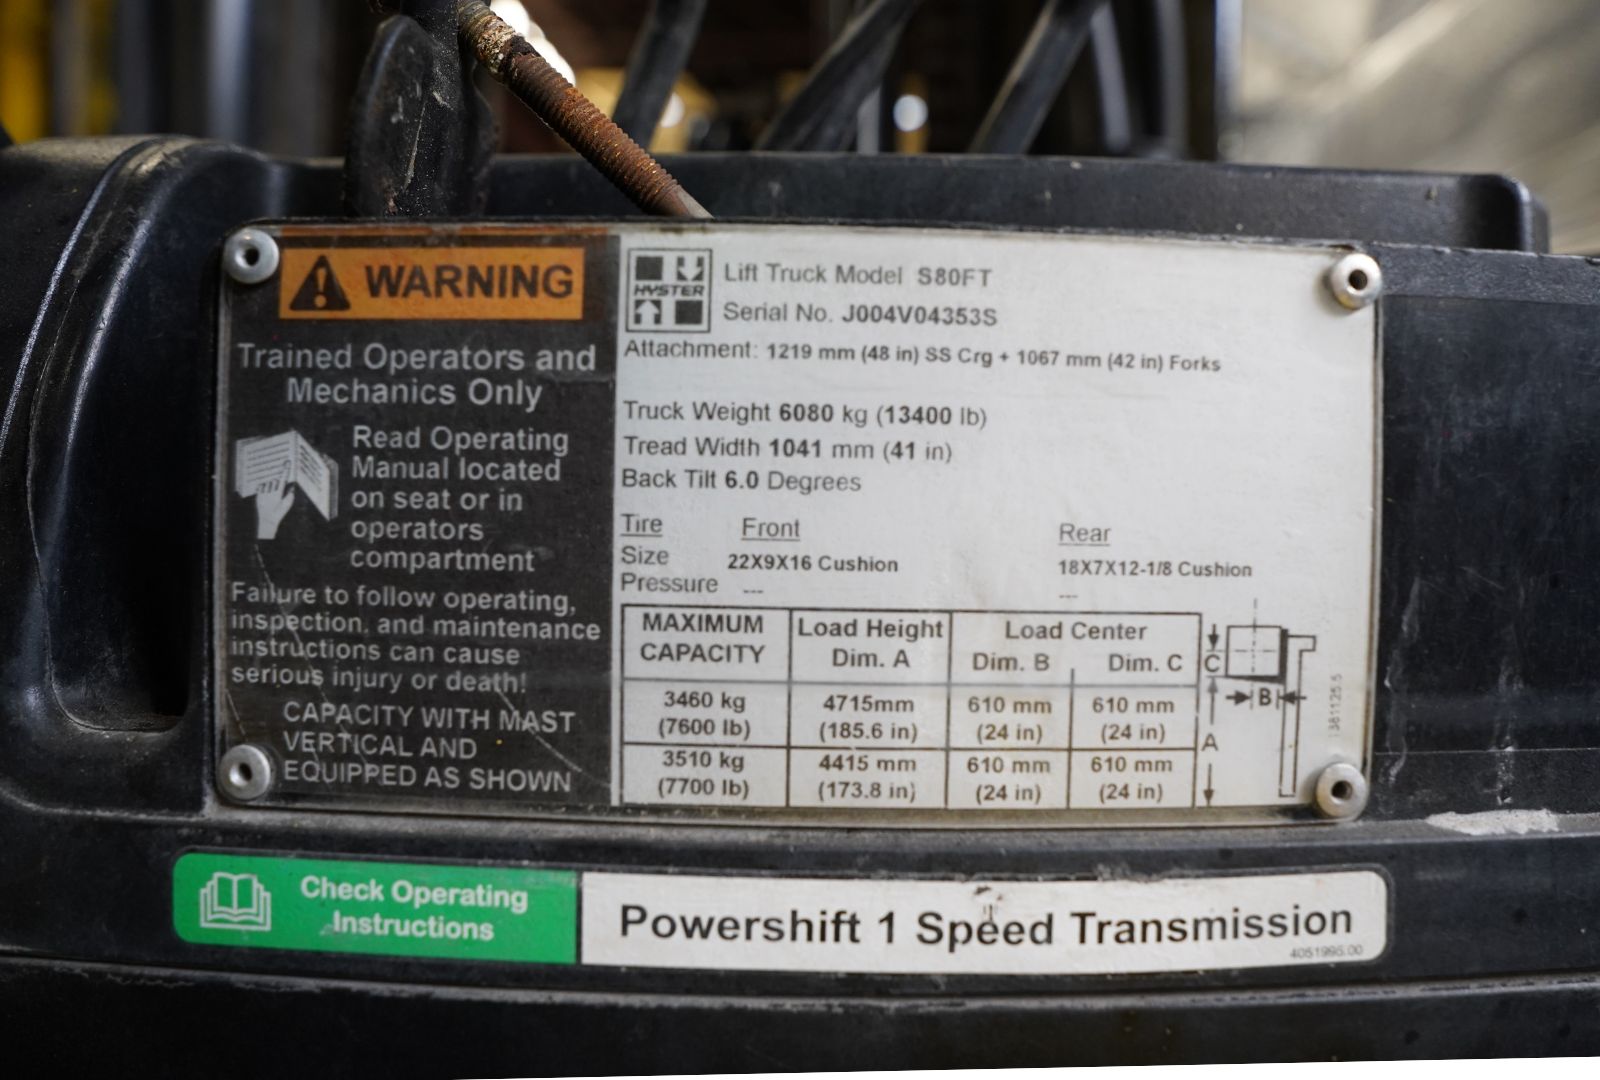 WARNING
Trained Operators and
Mechanics Only
Read Operating
Manual located
on seat or in
operators
compartment
Failure to follow operating,
inspection, and maintenance
instructions can cause
serious injury or death!
CAPACITY WITH MAST
VERTICAL AND
EQUIPPED AS SHOWN
HYSTER
Lift Truck Model S80FT
Serial No. J004V04353S
Attachment: 1219 mm (48 in) SS Crg + 1067 mm (42 in) Forks
Truck Weight 6080 kg (13400 lb)
Tread Width 1041 mm (41 in)
Back Tilt 6.0 Degrees
Tire Front Rear
Size 22X9X16 Cushion 18X7X12-1/8 Cushion
Pressure --- ---
MAXIMUM CAPACITY Load Height Dim. A Load Center Dim. B Dim. C
3460 kg (7600 lb) 4715mm (185.6 in) 610 mm (24 in) 610 mm (24 in)
3510 kg (7700 lb) 4415 mm (173.8 in) 610 mm (24 in) 610 mm (24 in)
C
B
A
1381125.5
Check Operating
Instructions
Powershift 1 Speed Transmission
4051995.00